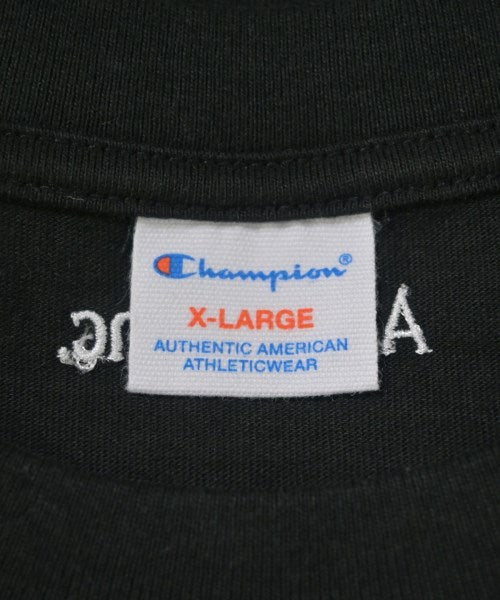 Champion®
X-LARGE
AUTHENTIC AMERICAN
ATHLETICWEAR